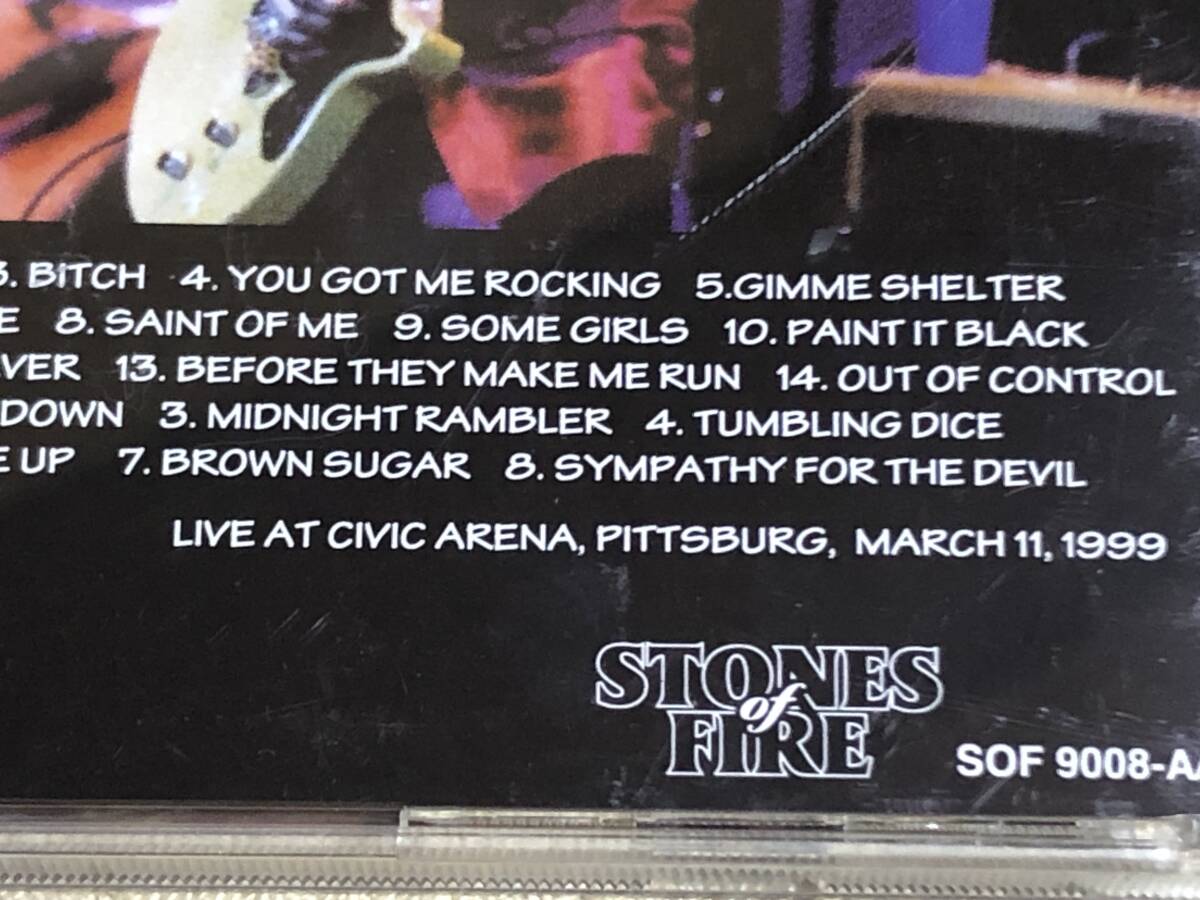 3. BITCH 4. YOU GOT ME ROCKING 5.GIMME SHELTER
E 8. SAINT OF ME 9. SOME GIRLS 10. PAINT IT BLACK
VER 13. BEFORE THEY MAKE ME RUN 14. OUT OF CONTROL
DOWN 3. MIDNIGHT RAMBLER 4. TUMBLING DICE
E UP 7. BROWN SUGAR 8. SYMPATHY FOR THE DEVIL
LIVE AT CIVIC ARENA, PITTSBURG, MARCH 11, 1999
STONES
of
FIRE
SOF 9008-A